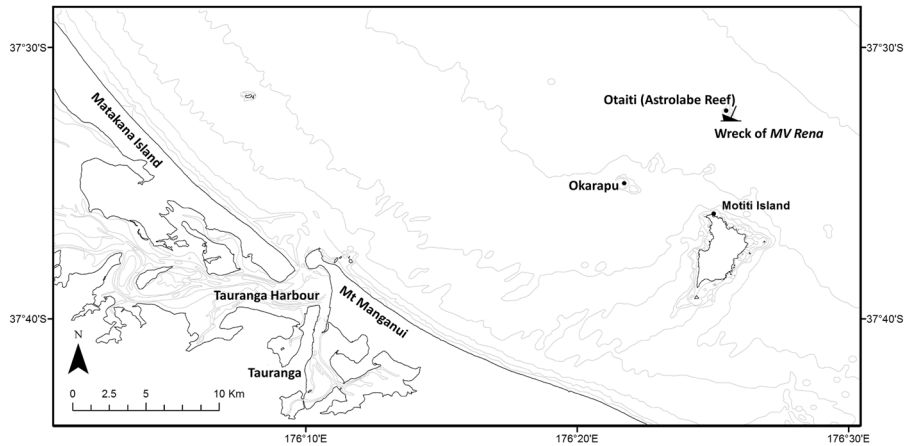 37°30'S
37°30'S
Matakana Island
Otaiti (Astrolabe Reef)
Wreck of MV Rena
Okarapu
Motiti Island
Tauranga Harbour
Mt Manganui
37°40'S
37°40'S
N
Tauranga
0 2.5 5 10 Km
176°10'E
176°20'E
176°30'E